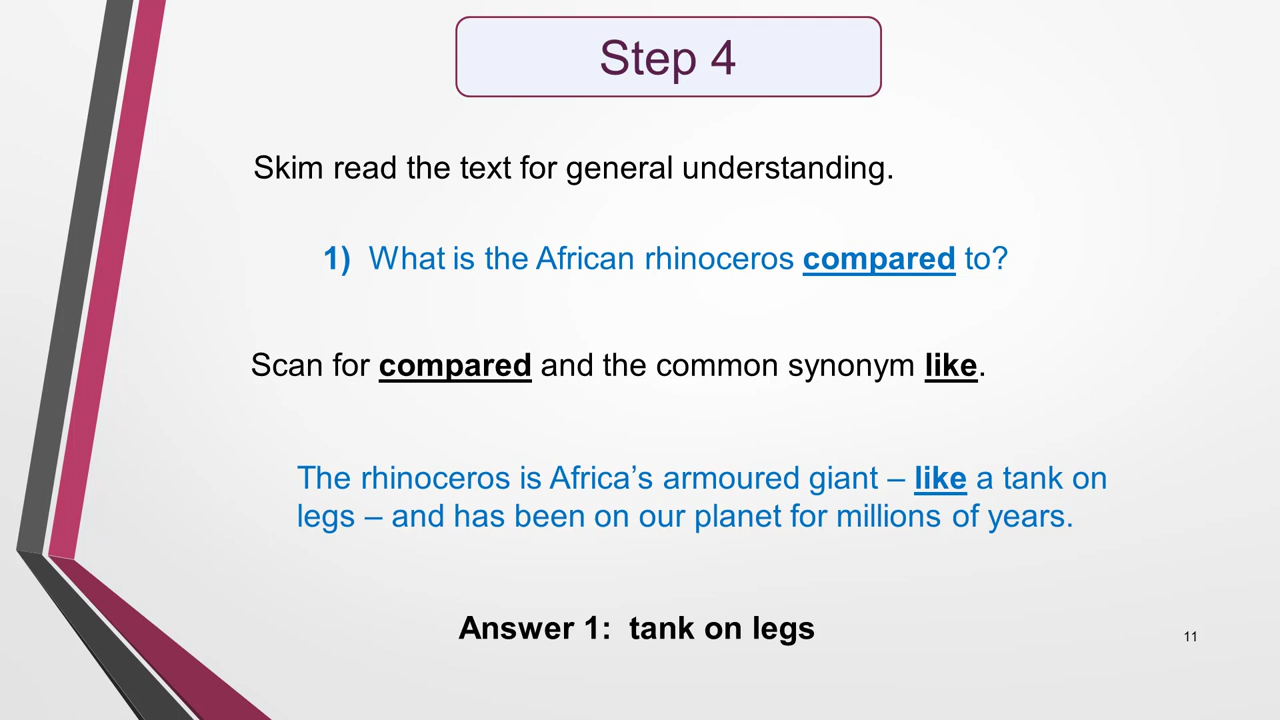 Step 4
Skim read the text for general understanding.
1) What is the African rhinoceros compared to?
Scan for compared and the common synonym like.
The rhinoceros is Africa’s armoured giant – like a tank on
legs – and has been on our planet for millions of years.
Answer 1: tank on legs
11